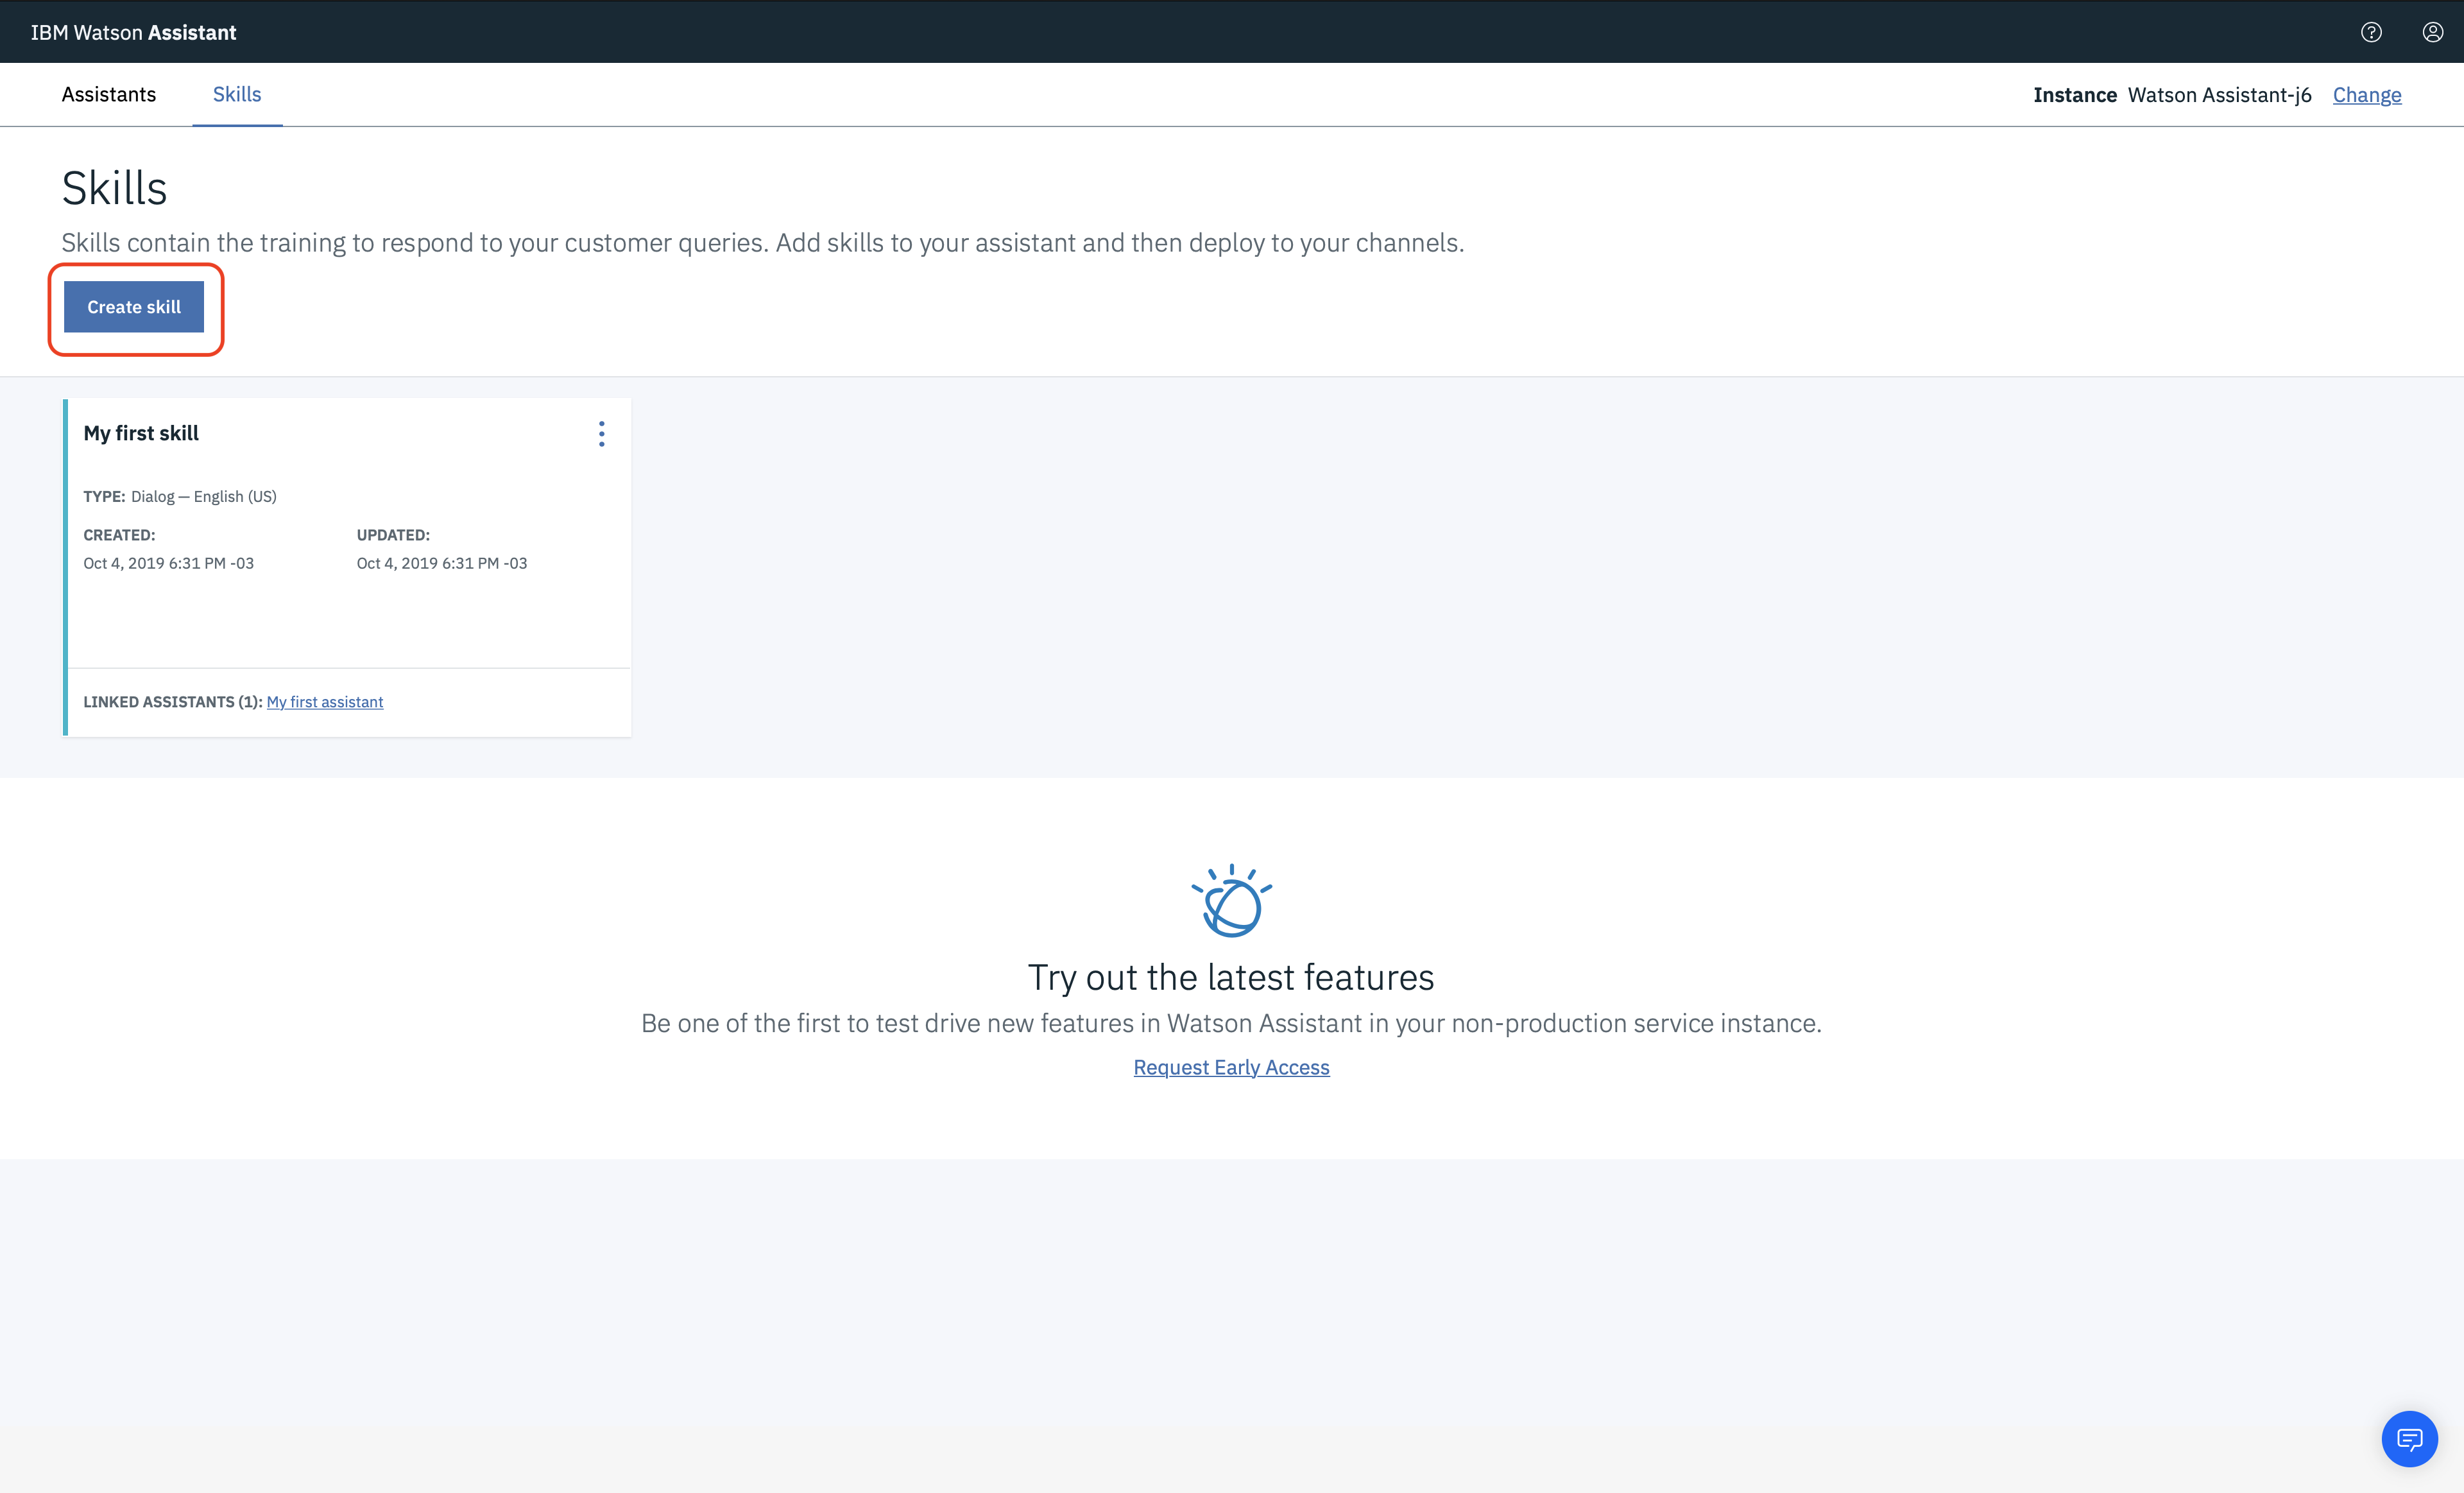 IBM Watson Assistant
Assistants Skills Instance Watson Assistant-j6 Change
Skills
Skills contain the training to respond to your customer queries. Add skills to your assistant and then deploy to your channels.
Create skill
My first skill
TYPE: Dialog — English (US)
CREATED: UPDATED:
Oct 4, 2019 6:31 PM -03 Oct 4, 2019 6:31 PM -03
LINKED ASSISTANTS (1): My first assistant
Try out the latest features
Be one of the first to test drive new features in Watson Assistant in your non-production service instance.
Request Early Access